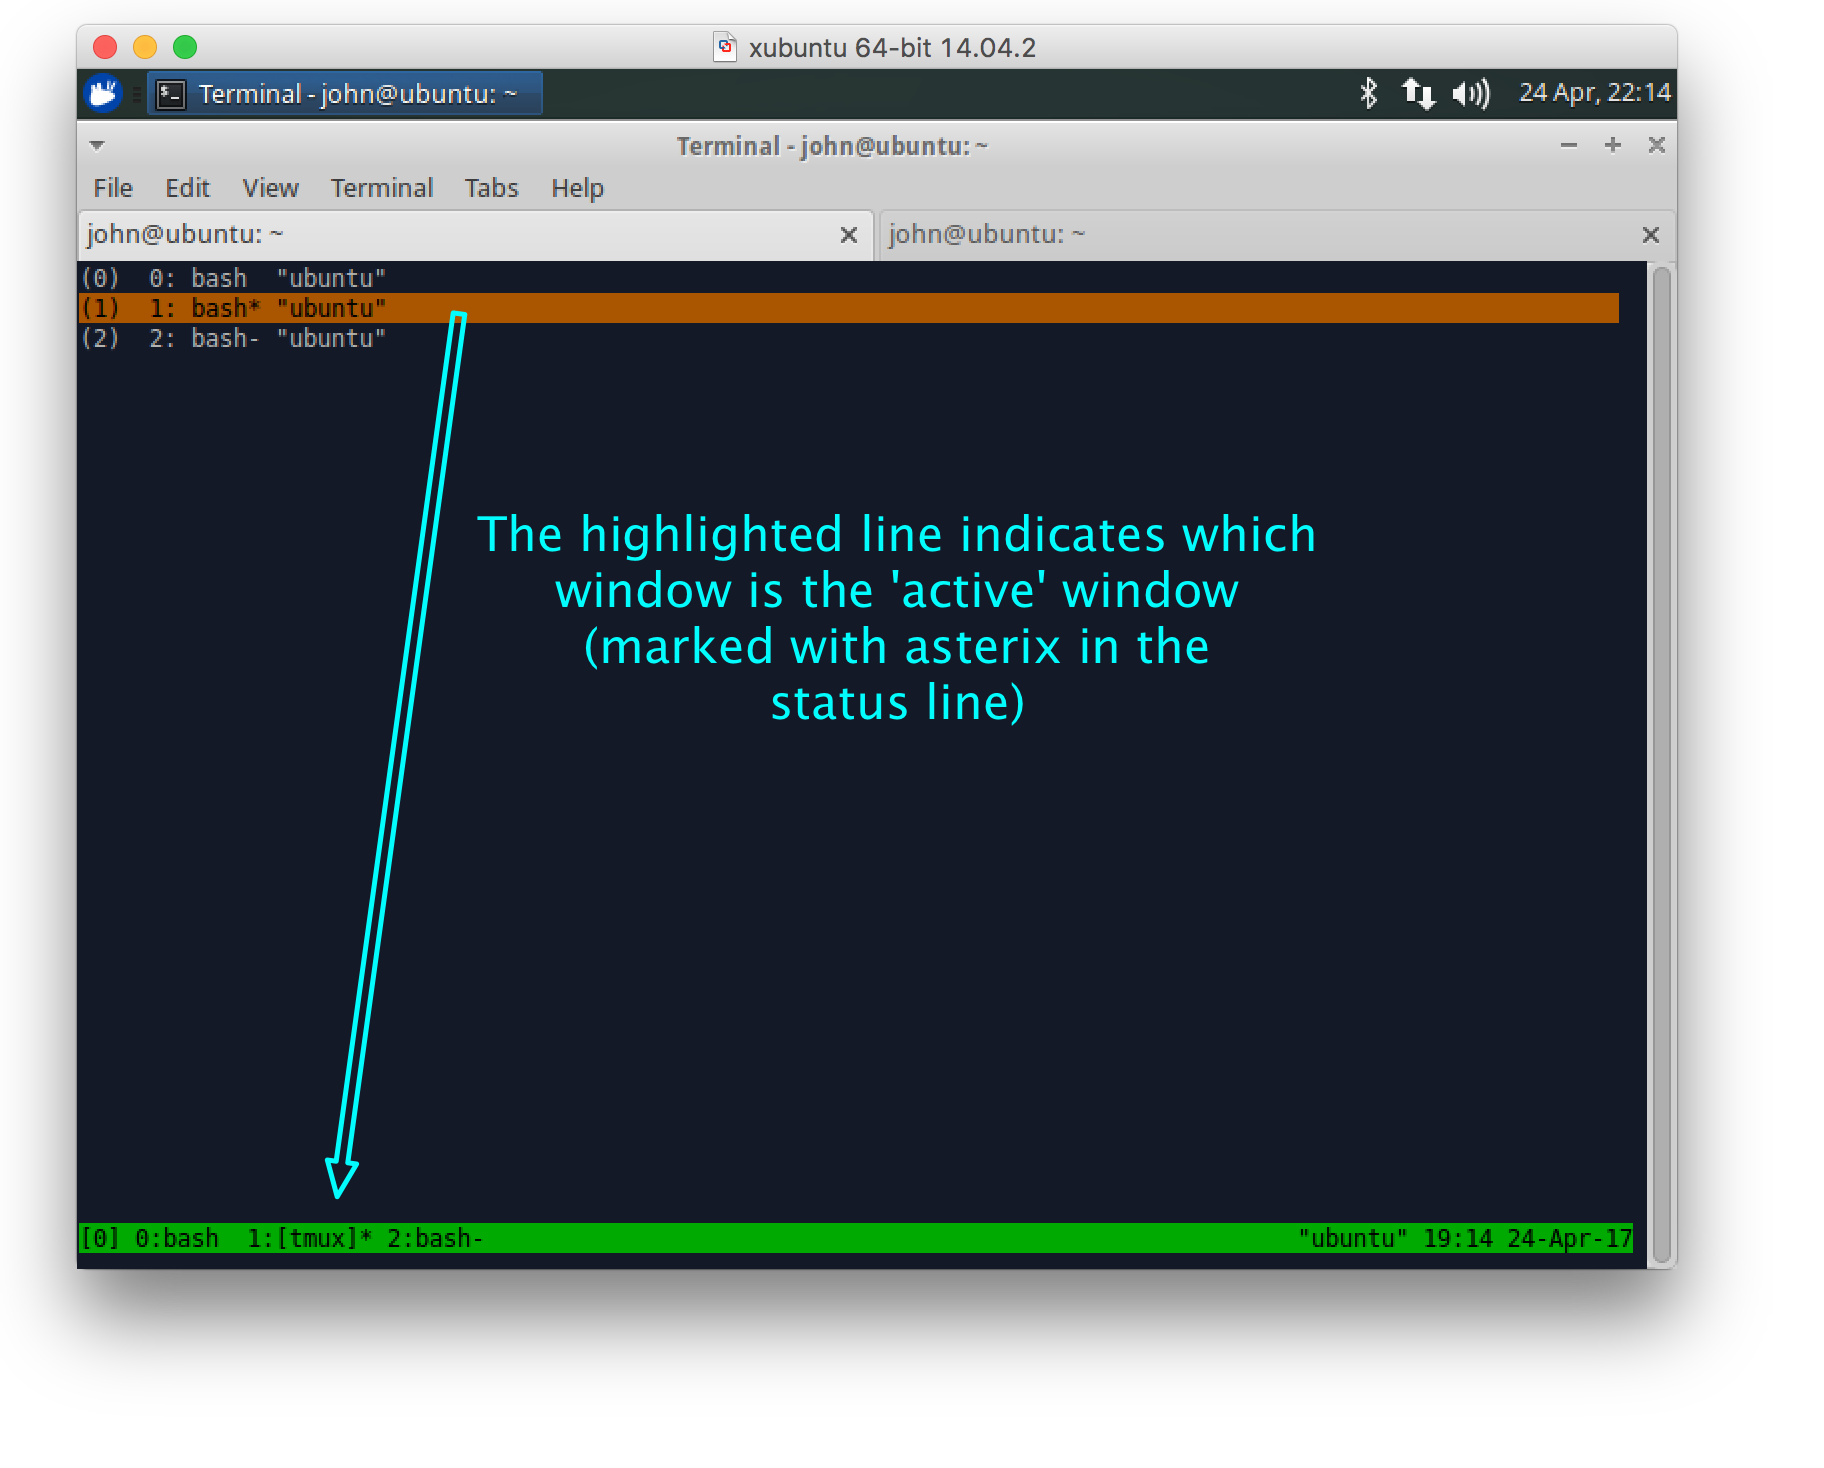 xubuntu 64-bit 14.04.2
Terminal - john@ubuntu: ~
24 Apr, 22:14
Terminal - john@ubuntu: ~
File Edit View Terminal Tabs Help
john@ubuntu: ~
john@ubuntu: ~
(0)  0: bash  "ubuntu"
(1)  1: bash* "ubuntu"
(2)  2: bash- "ubuntu"
The highlighted line indicates which
window is the 'active' window
(marked with asterix in the
status line)
[0] 0:bash  1:[tmux]* 2:bash-
"ubuntu" 19:14 24-Apr-17